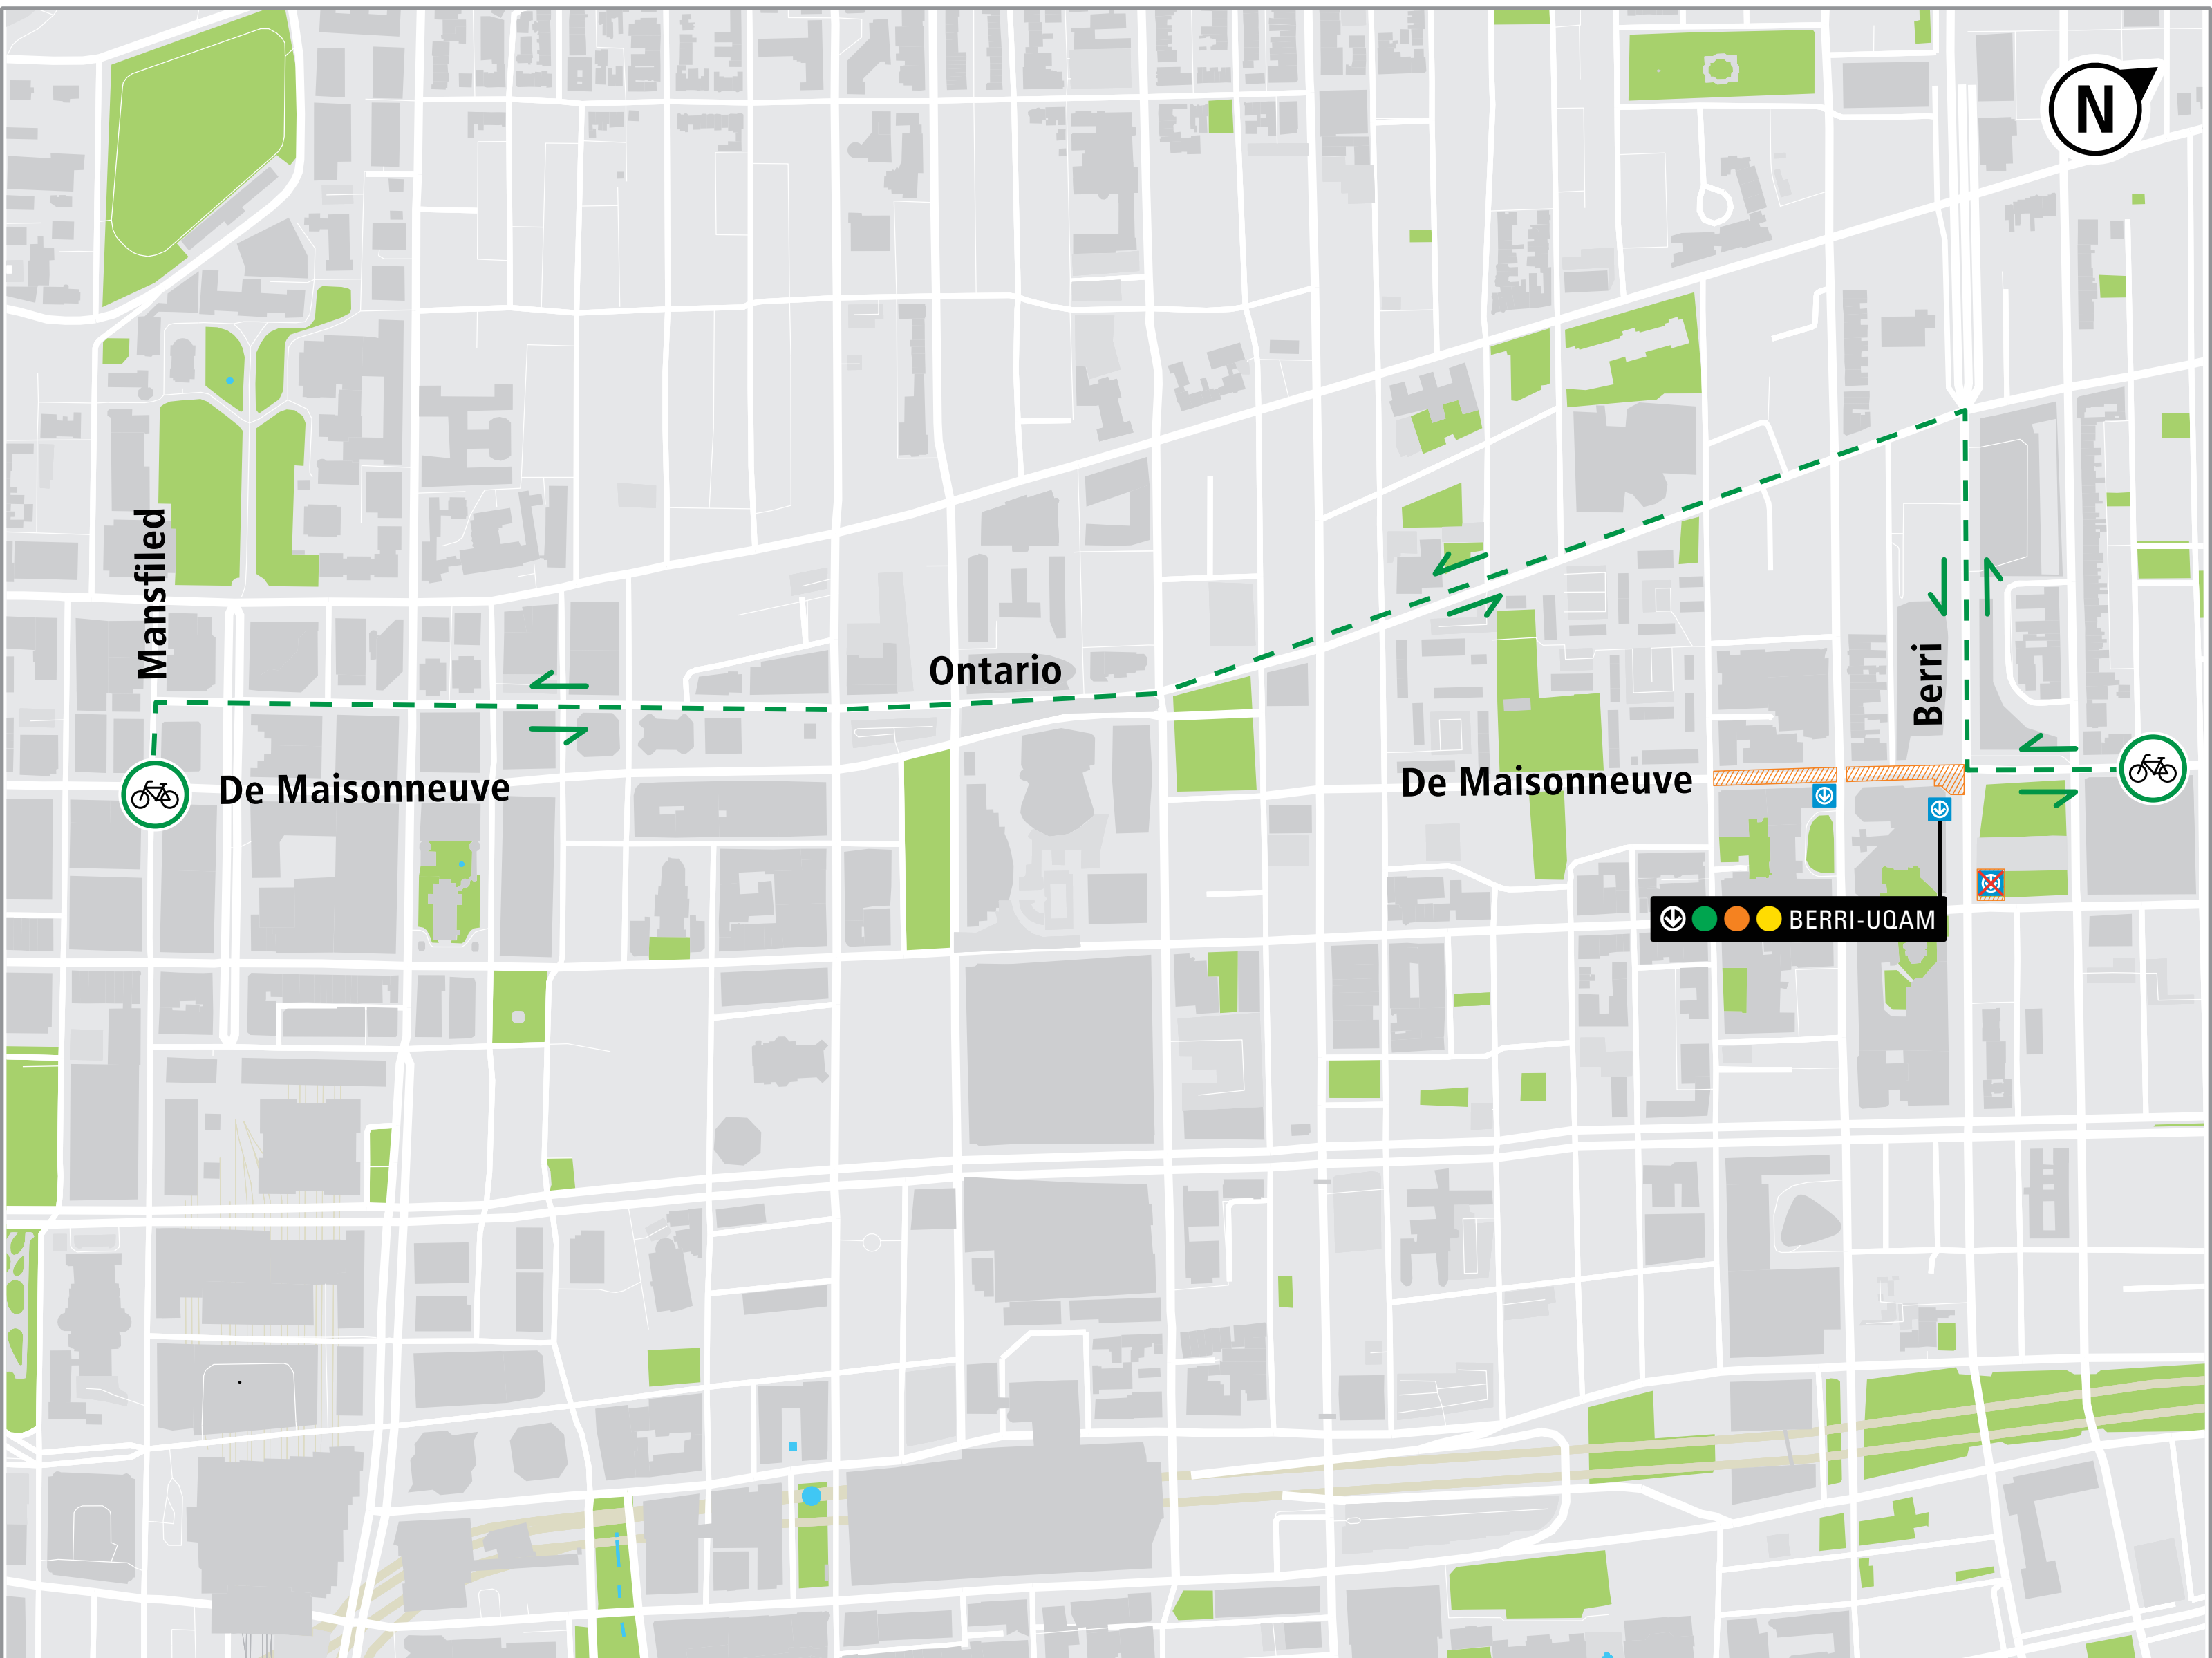 N
Mansfiled
Ontario
Berri
De Maisonneuve
De Maisonneuve
BERRI-UQAM